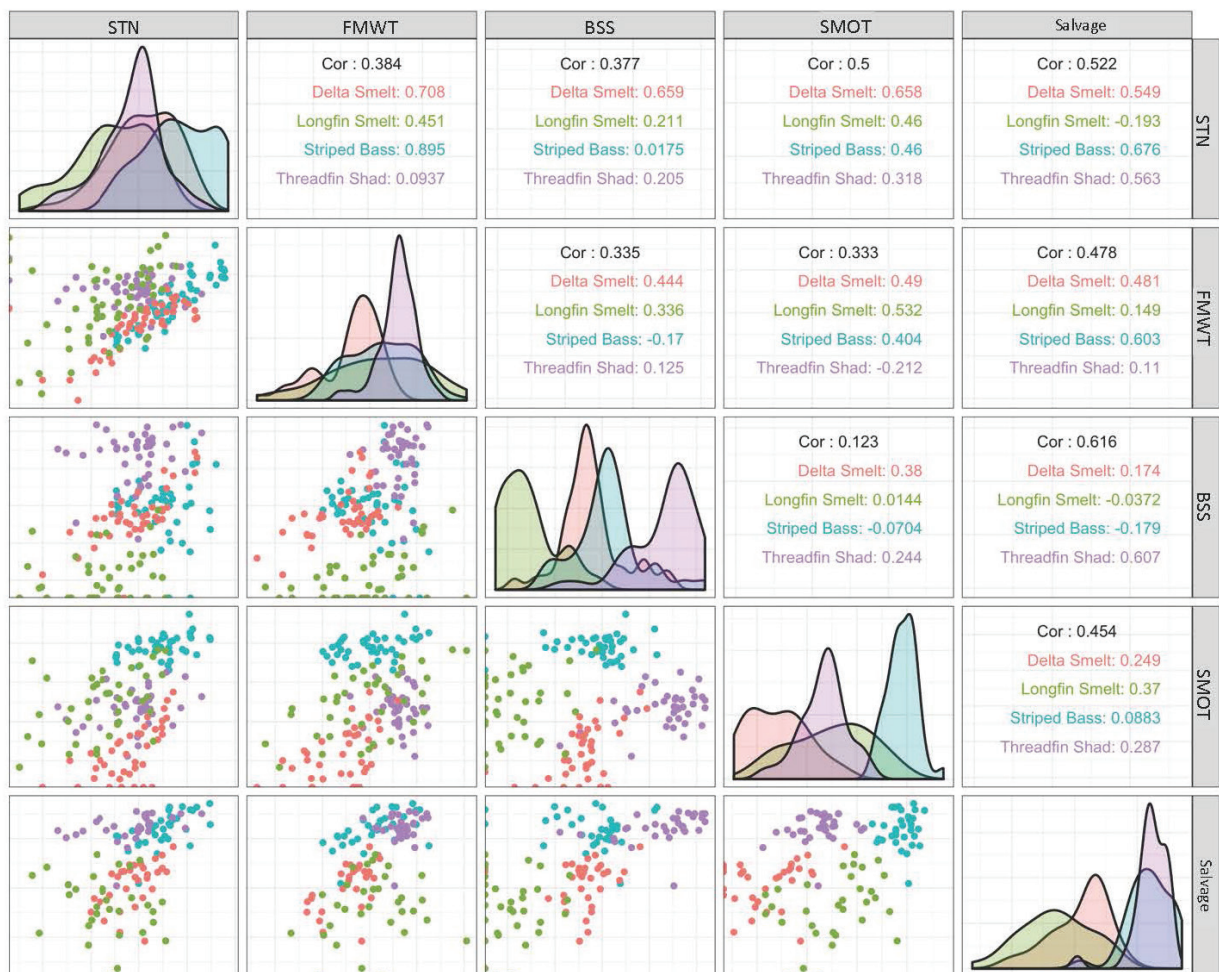 STN
FMWT
BSS
SMOT
Salvage
Cor : 0.384
Delta Smelt: 0.708
Longfin Smelt: 0.451
Striped Bass: 0.895
Threadfin Shad: 0.0937
Cor : 0.377
Delta Smelt: 0.659
Longfin Smelt: 0.211
Striped Bass: 0.0175
Threadfin Shad: 0.205
Cor : 0.5
Delta Smelt: 0.658
Longfin Smelt: 0.46
Striped Bass: 0.46
Threadfin Shad: 0.318
Cor : 0.522
Delta Smelt: 0.549
Longfin Smelt: -0.193
Striped Bass: 0.676
Threadfin Shad: 0.563
STN
Cor : 0.335
Delta Smelt: 0.444
Longfin Smelt: 0.336
Striped Bass: -0.17
Threadfin Shad: 0.125
Cor : 0.333
Delta Smelt: 0.49
Longfin Smelt: 0.532
Striped Bass: 0.404
Threadfin Shad: -0.212
Cor : 0.478
Delta Smelt: 0.481
Longfin Smelt: 0.149
Striped Bass: 0.603
Threadfin Shad: 0.11
FMWT
Cor : 0.123
Delta Smelt: 0.38
Longfin Smelt: 0.0144
Striped Bass: -0.0704
Threadfin Shad: 0.244
Cor : 0.616
Delta Smelt: 0.174
Longfin Smelt: -0.0372
Striped Bass: -0.179
Threadfin Shad: 0.607
BSS
Cor : 0.454
Delta Smelt: 0.249
Longfin Smelt: 0.37
Striped Bass: 0.0883
Threadfin Shad: 0.287
SMOT
Salvage